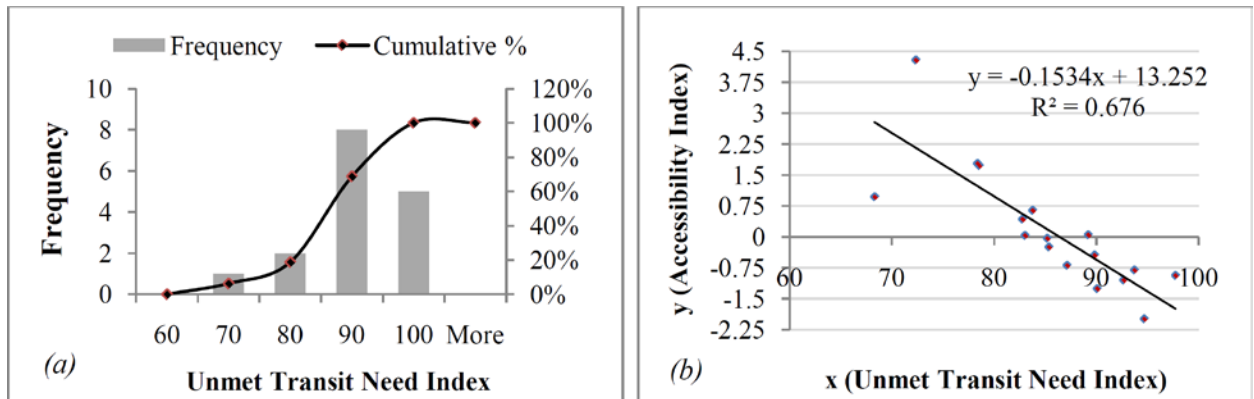 Frequency Cumulative %
10 120%
8 100%
6 80%
4 60%
2 40%
0 20%
0%
Frequency
60 70 80 90 100 More
(a)
Unmet Transit Need Index
4.5
3.75
3
2.25
1.5
0.75
0
-0.75
-1.5
-2.25
y (Accessibility Index)
y = -0.1534x + 13.252
R² = 0.676
60 70 80 90 100
(b)
x (Unmet Transit Need Index)